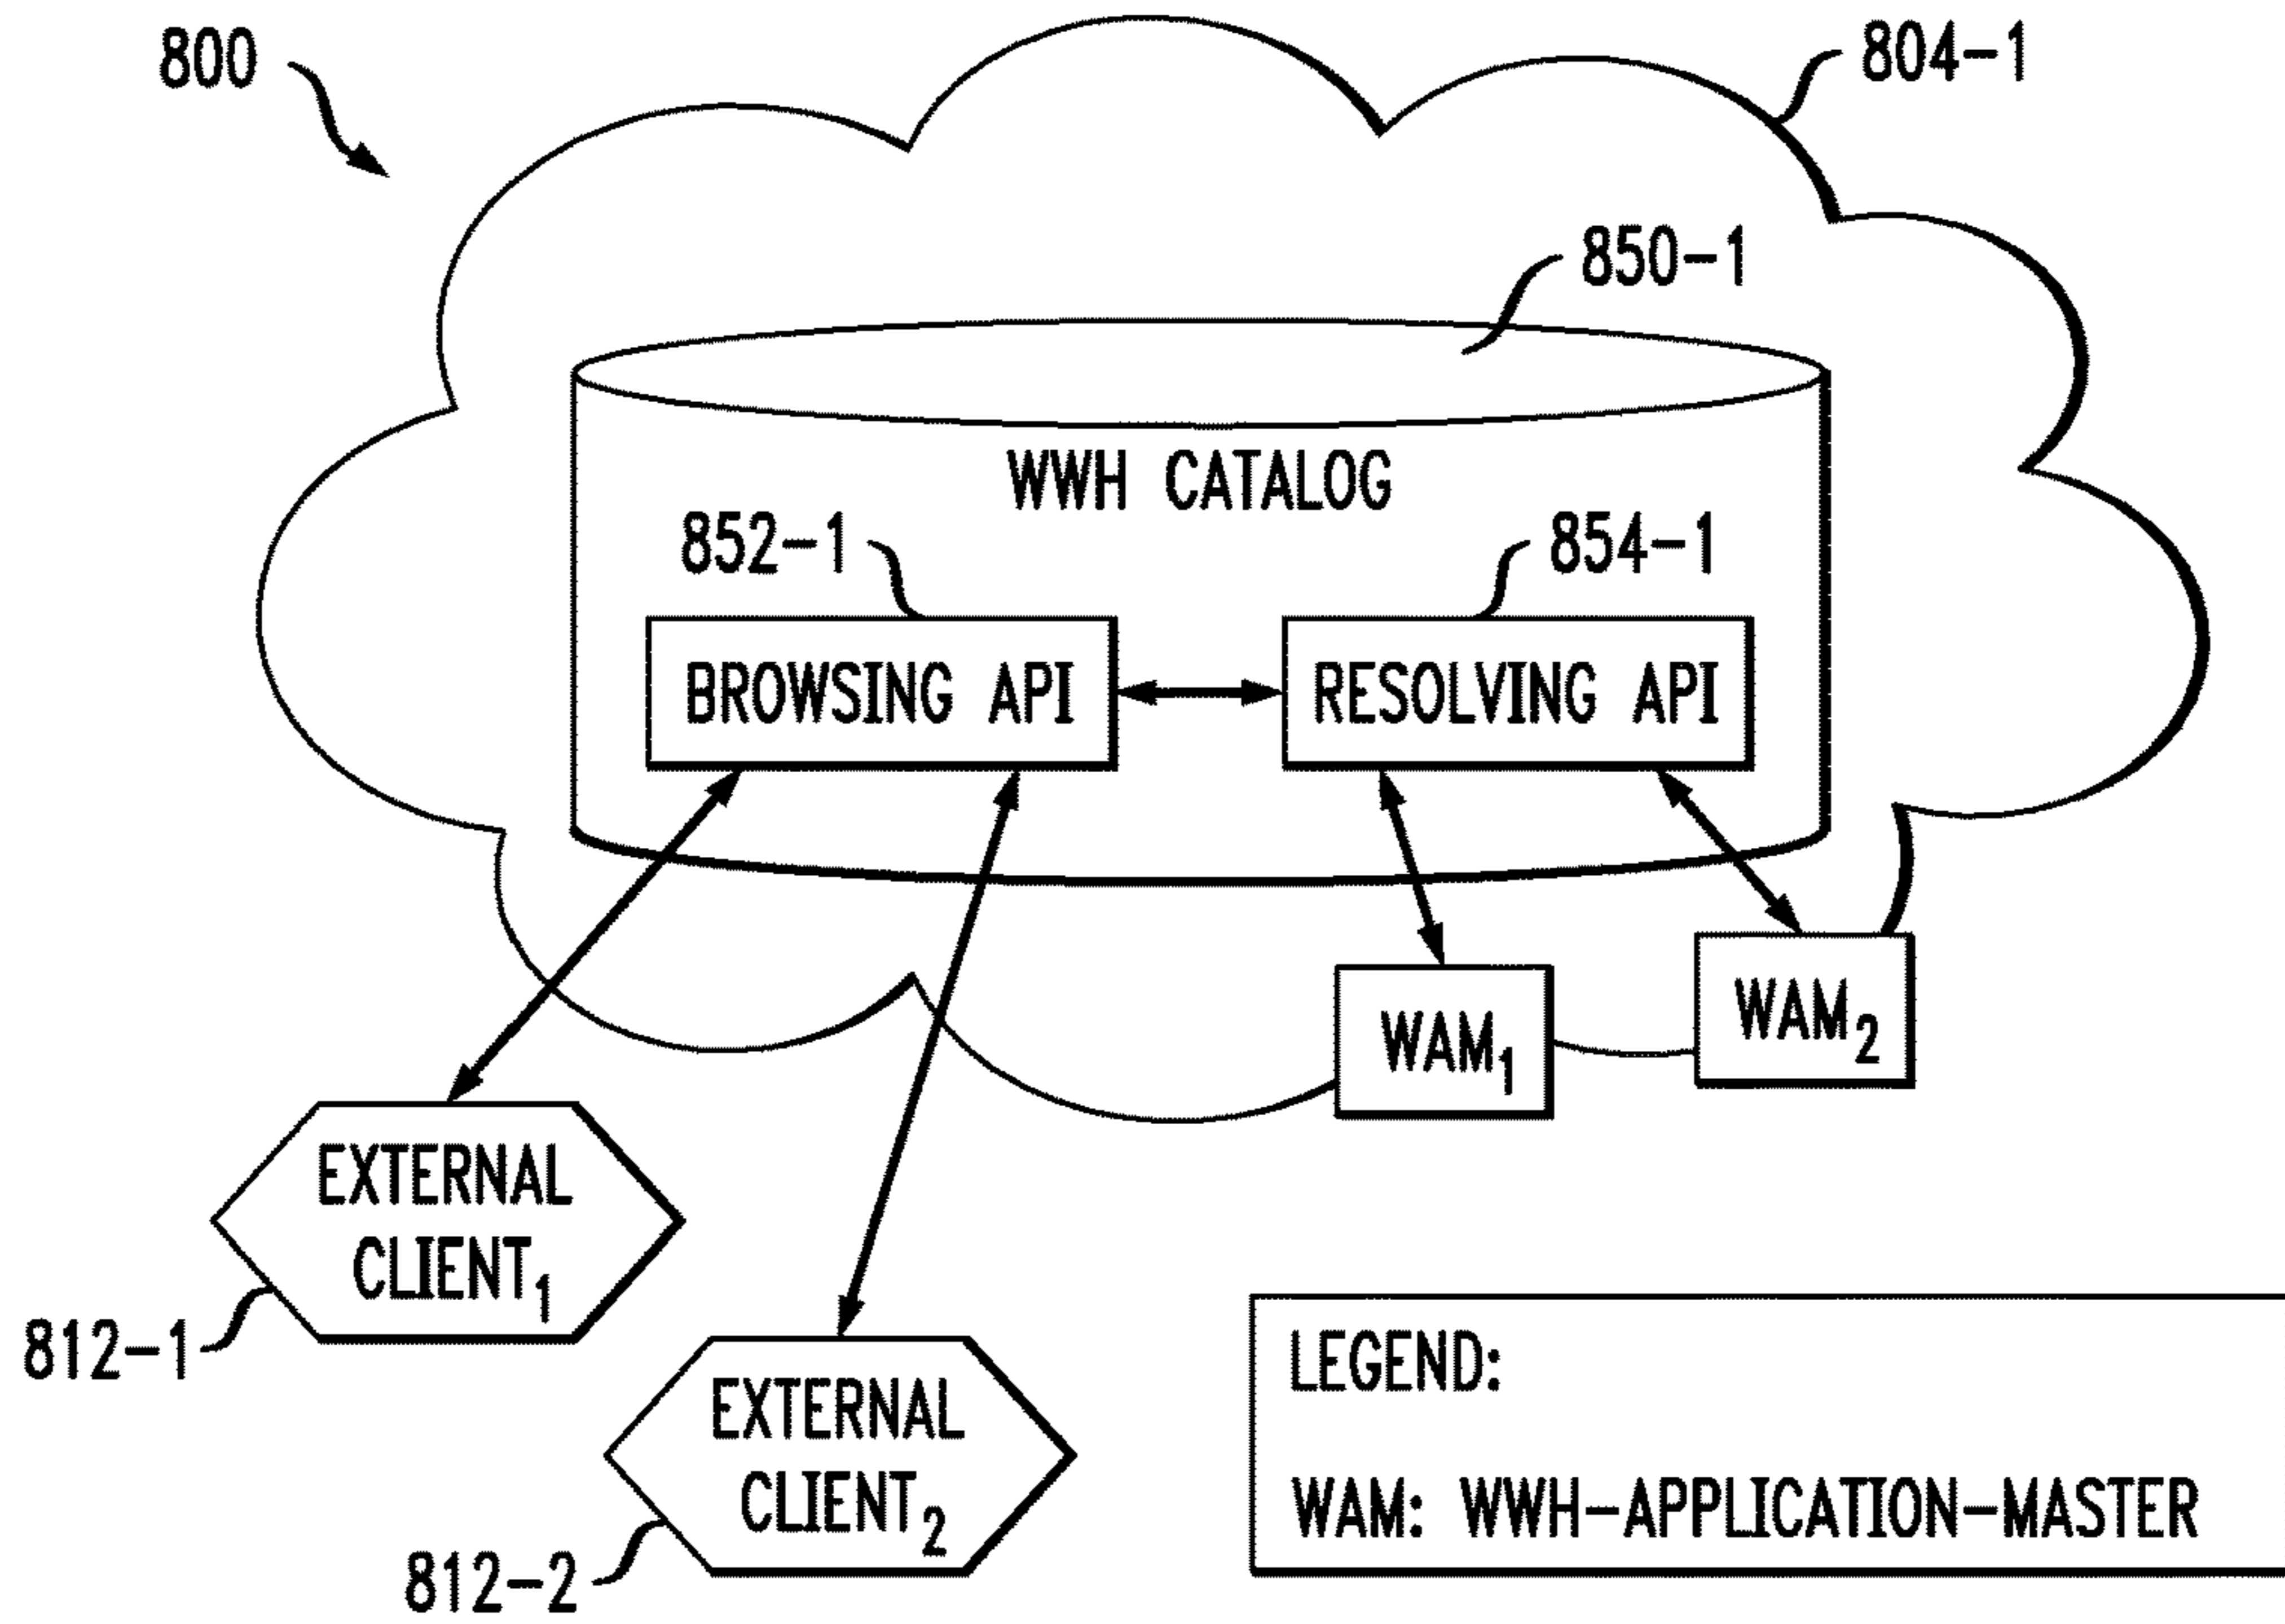 800
804-1
850-1
WWH CATALOG
852-1
854-1
BROWSING API
RESOLVING API
WAM1
WAM2
EXTERNAL
CLIENT1
812-1
EXTERNAL
CLIENT2
812-2
LEGEND:
WAM: WWH-APPLICATION-MASTER